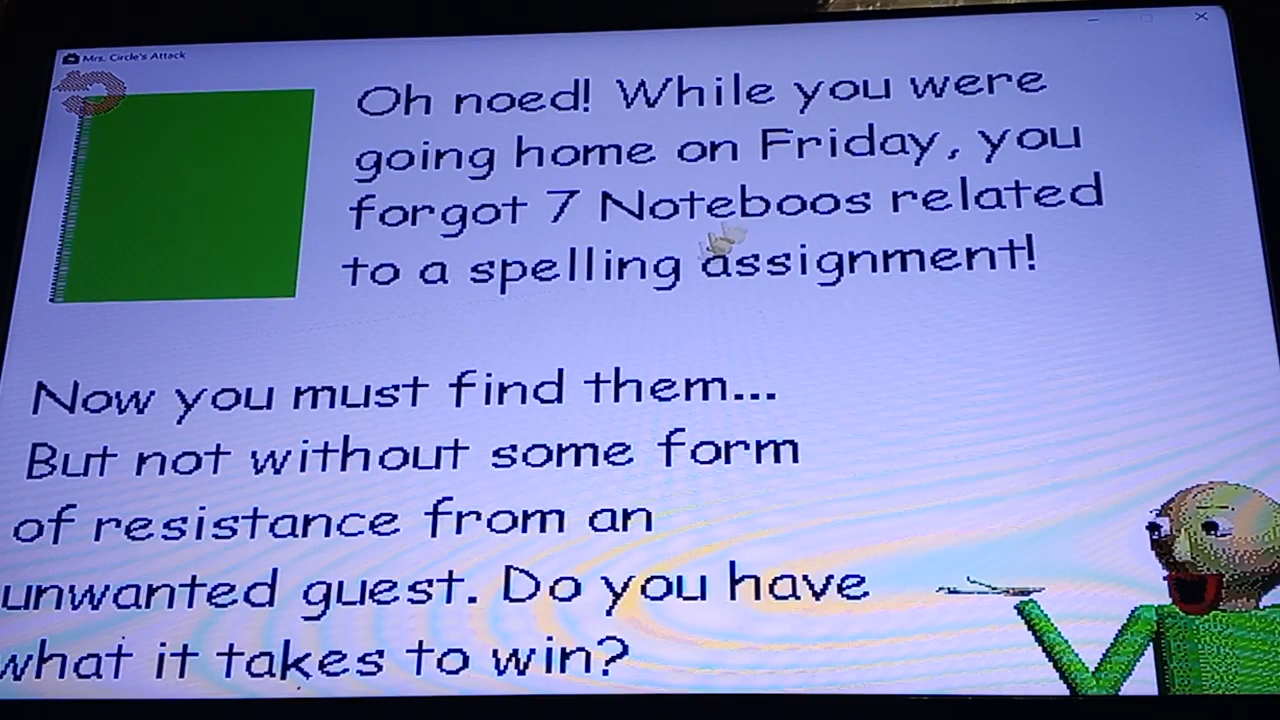 Mrs. Circle's Attack
Oh noed! While you were
going home on Friday, you
forgot 7 Noteboos related
to a spelling assignment!
Now you must find them...
But not without some form
of resistance from an
unwanted guest. Do you have
what it takes to win?